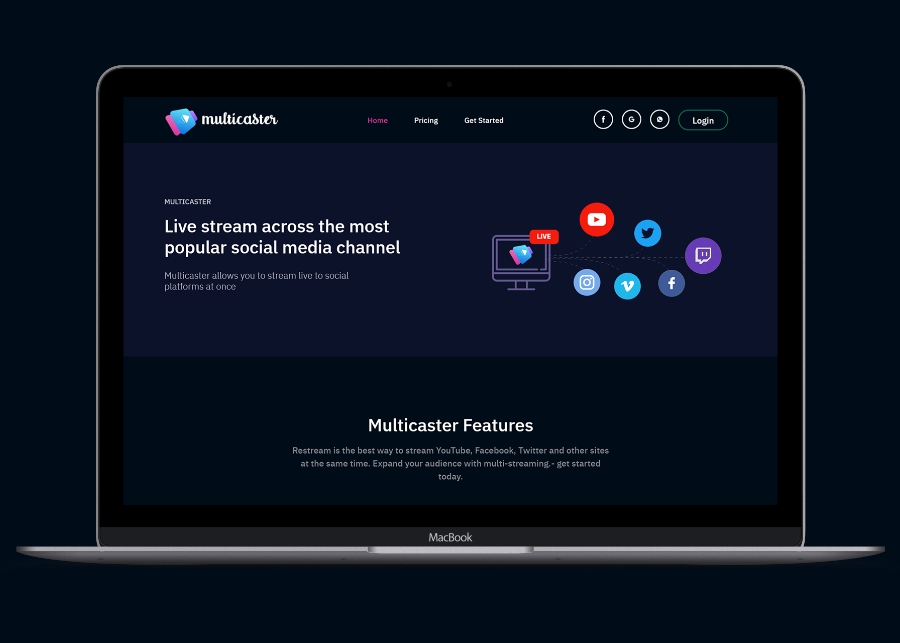 multicaster
Home Pricing Get Started
Login
MULTICASTER
Live stream across the most
popular social media channel
Multicaster allows you to stream live to social
platforms at once
LIVE
Multicaster Features
Restream is the best way to stream YouTube, Facebook, Twitter and other sites
at the same time. Expand your audience with multi-streaming.- get started
today.
MacBook